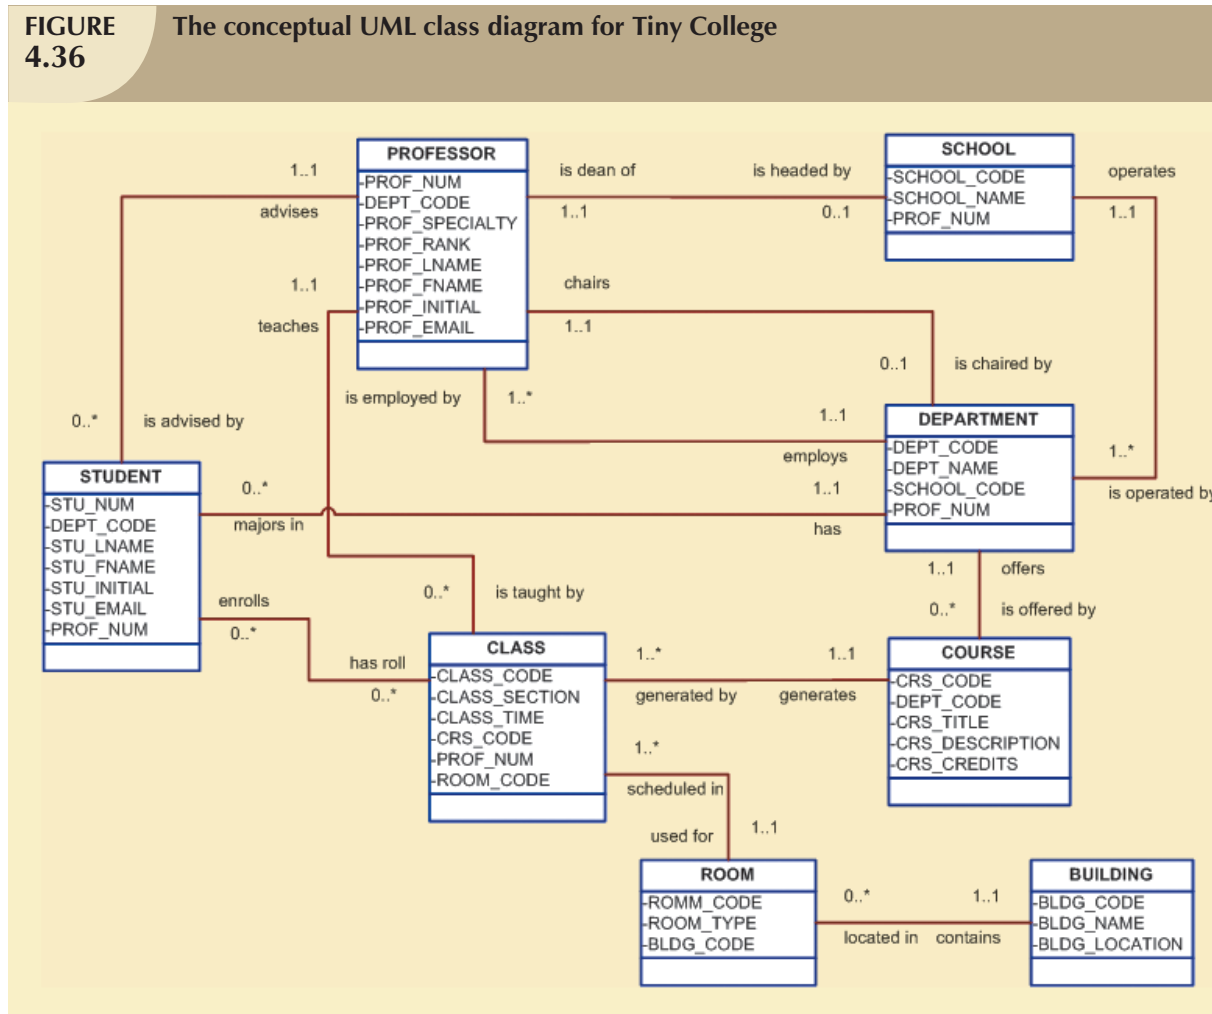 FIGURE
4.36
The conceptual UML class diagram for Tiny College
PROFESSOR
-PROF_NUM
-DEPT_CODE
-PROF_SPECIALTY
-PROF_RANK
-PROF_LNAME
-PROF_FNAME
-PROF_INITIAL
-PROF_EMAIL
SCHOOL
-SCHOOL_CODE
-SCHOOL_NAME
-PROF_NUM
1..1
advises
is dean of
1..1
is headed by
0..1
operates
1..1
1..1
teaches
chairs
1..1
0..1
is chaired by
is employed by
1..*
1..1
employs
0..*
is advised by
DEPARTMENT
-DEPT_CODE
-DEPT_NAME
-SCHOOL_CODE
-PROF_NUM
1..*
is operated by
STUDENT
-STU_NUM
-DEPT_CODE
-STU_LNAME
-STU_FNAME
-STU_INITIAL
-STU_EMAIL
-PROF_NUM
0..*
majors in
1..1
has
0..*
is taught by
1..1
offers
0..*
is offered by
enrolls
0..*
has roll
0..*
CLASS
-CLASS_CODE
-CLASS_SECTION
-CLASS_TIME
-CRS_CODE
-PROF_NUM
-ROOM_CODE
1..*
generated by
1..1
generates
COURSE
-CRS_CODE
-DEPT_CODE
-CRS_TITLE
-CRS_DESCRIPTION
-CRS_CREDITS
1..*
scheduled in
used for
1..1
ROOM
-ROMM_CODE
-ROOM_TYPE
-BLDG_CODE
0..*
located in
1..1
contains
BUILDING
-BLDG_CODE
-BLDG_NAME
-BLDG_LOCATION